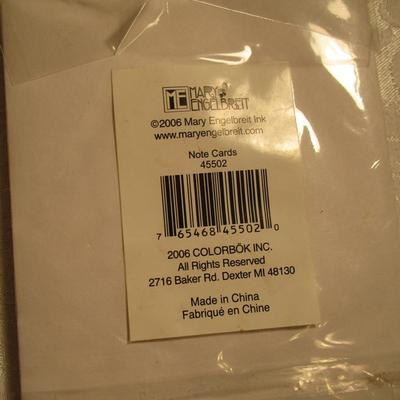 ME MARY
ENGELBREIT
©2006 Mary Engelbreit Ink
www.maryengelbreit.com
Note Cards
45502
7 65468 45502 0
2006 COLORBÖK INC.
All Rights Reserved
2716 Baker Rd. Dexter MI 48130
Made in China
Fabriqué en Chine